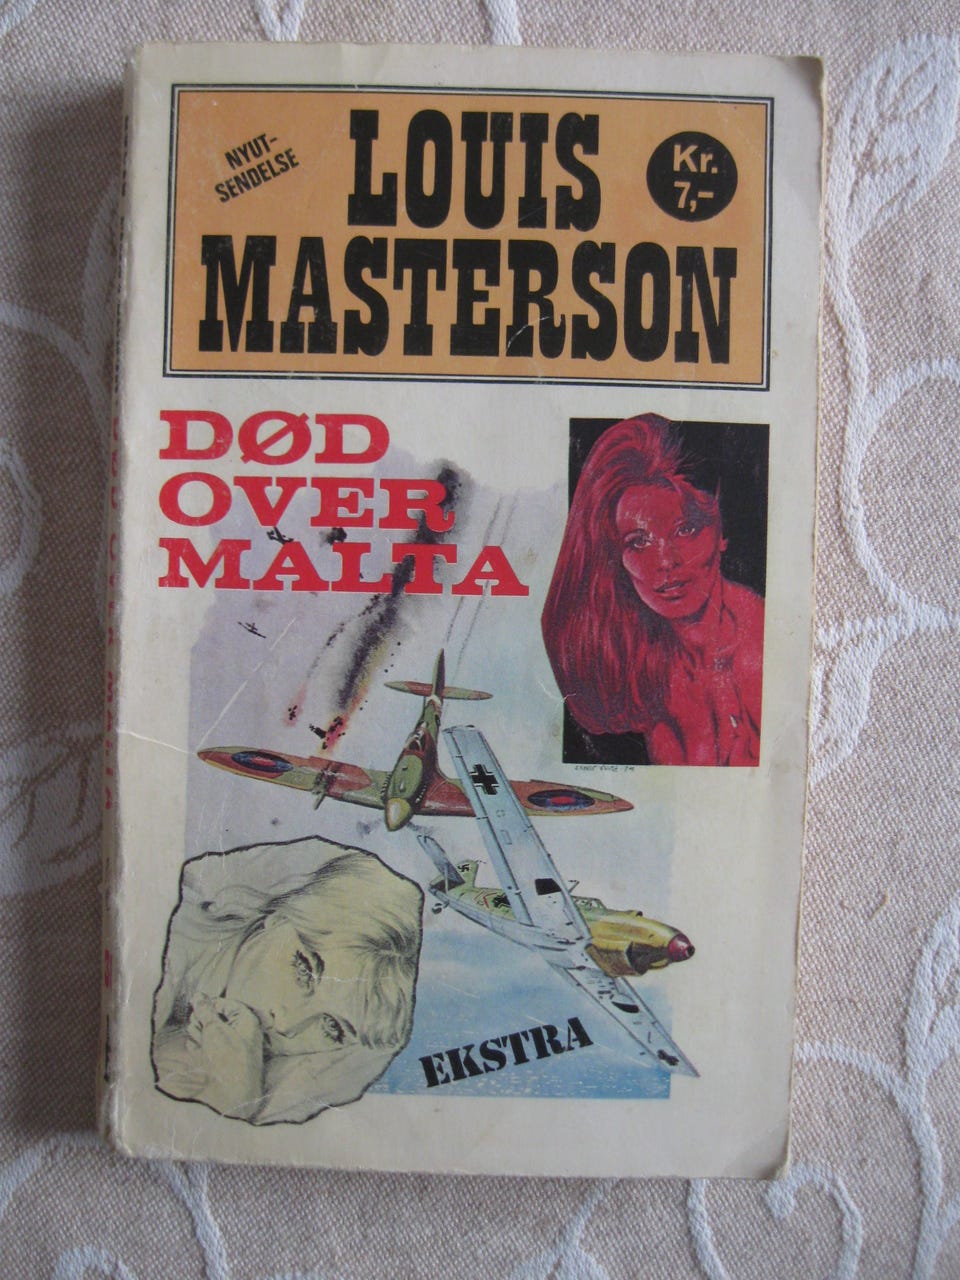 NYUT-
SENDELSE
LOUIS
MASTERSON
Kr.
7,-
DØD
OVER
MALTA
EKSTRA